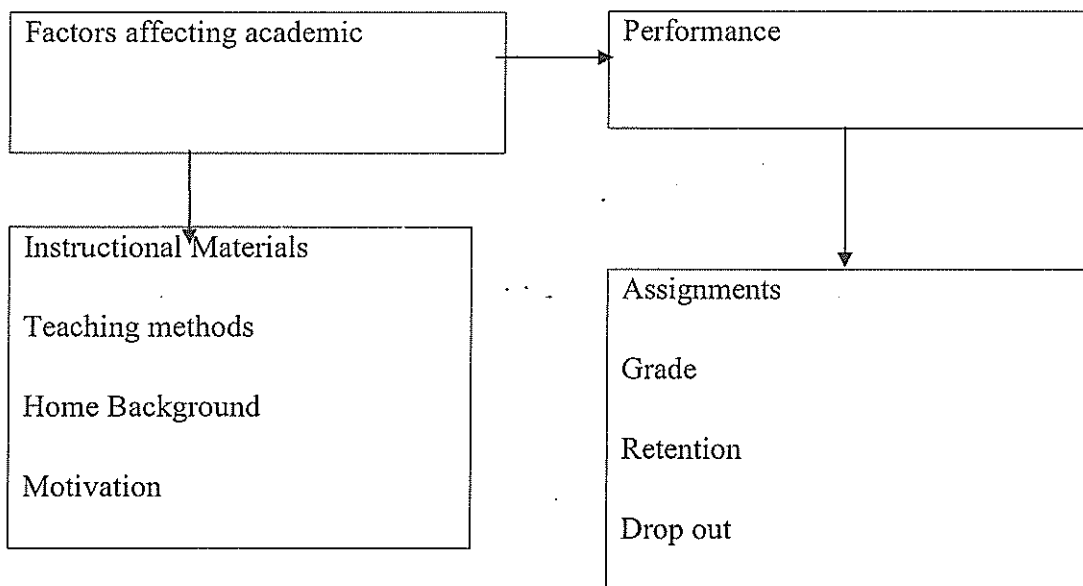 Factors affecting academic
Performance
Instructional Materials
Teaching methods
Home Background
Motivation
Assignments
Grade
Retention
Drop out